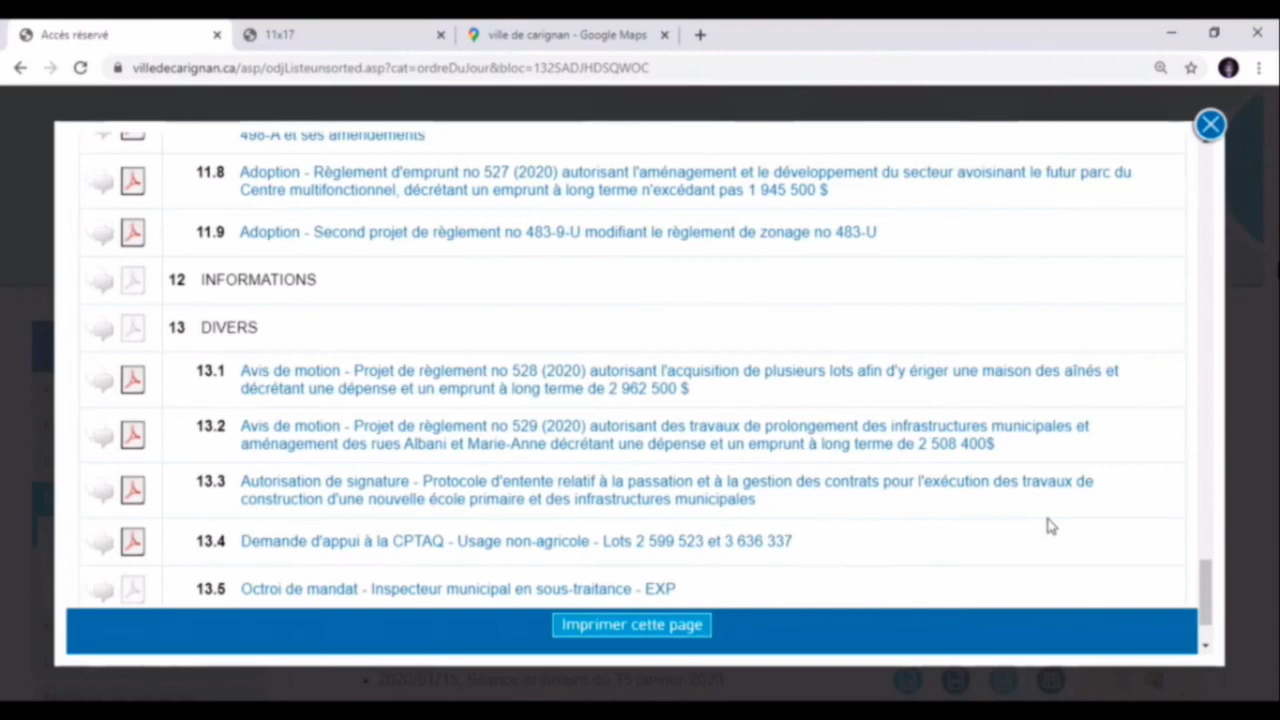 Accès réservé
11x17
ville de carignan - Google Maps
villedecarignan.ca/asp/odjListeunsorted.asp?cat=ordreDuJour&bloc=132SADJHDSQWOC
498-A et ses amendements
11.8 Adoption - Règlement d'emprunt no 527 (2020) autorisant l'aménagement et le développement du secteur avoisinant le futur parc du
Centre multifonctionnel, décrétant un emprunt à long terme n'excédant pas 1 945 500 $
11.9 Adoption - Second projet de règlement no 483-9-U modifiant le règlement de zonage no 483-U
12 INFORMATIONS
13 DIVERS
13.1 Avis de motion - Projet de règlement no 528 (2020) autorisant l'acquisition de plusieurs lots afin d'y ériger une maison des aînés et
décrétant une dépense et un emprunt à long terme de 2 962 500 $
13.2 Avis de motion - Projet de règlement no 529 (2020) autorisant des travaux de prolongement des infrastructures municipales et
aménagement des rues Albani et Marie-Anne décrétant une dépense et un emprunt à long terme de 2 508 400$
13.3 Autorisation de signature - Protocole d'entente relatif à la passation et à la gestion des contrats pour l'exécution des travaux de
construction d'une nouvelle école primaire et des infrastructures municipales
13.4 Demande d'appui à la CPTAQ - Usage non-agricole - Lots 2 599 523 et 3 636 337
13.5 Octroi de mandat - Inspecteur municipal en sous-traitance - EXP
Imprimer cette page
2020/01/15, Séance ordinaire du 15 janvier 2020